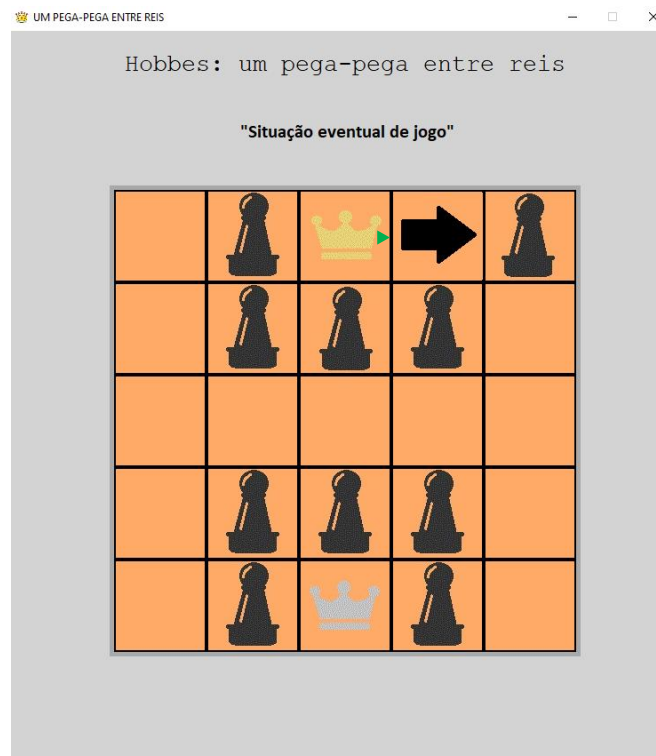 UM PEGA-PEGA ENTRE REIS
Hobbes: um pega-pega entre reis
"Situação eventual de jogo"